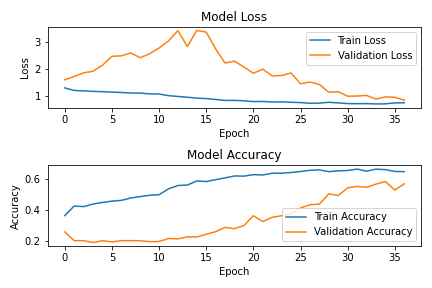 Model Loss
3
2
1
Loss
Train Loss
Validation Loss
0 5 10 15 20 25 30 35
Epoch
Model Accuracy
0.6
0.4
0.2
Accuracy
Train Accuracy
Validation Accuracy
0 5 10 15 20 25 30 35
Epoch